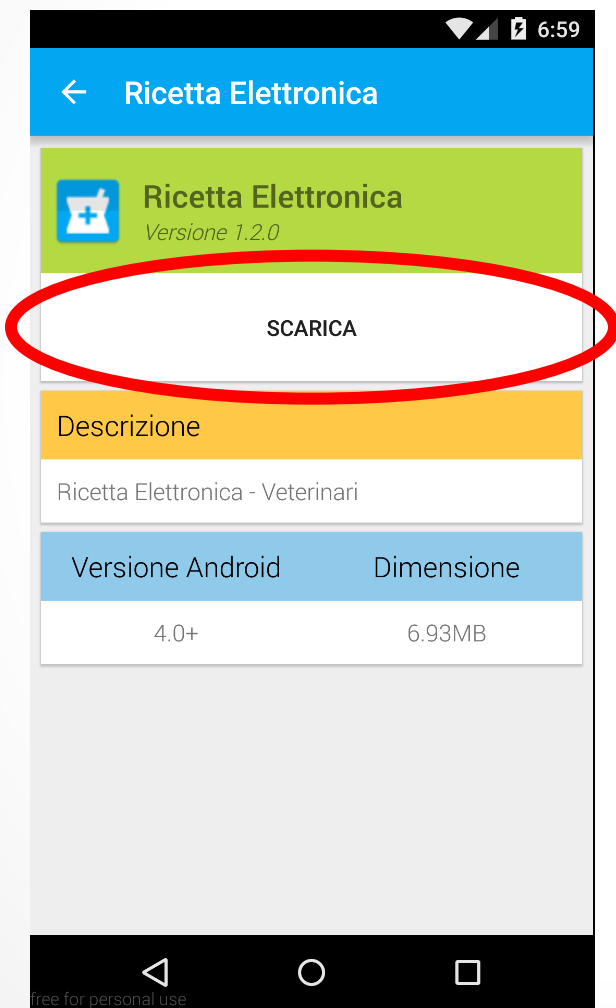 6:59
Ricetta Elettronica
Ricetta Elettronica
Versione 1.2.0
SCARICA
Descrizione
Ricetta Elettronica - Veterinari
Versione Android Dimensione
4.0+ 6.93MB
free for personal use